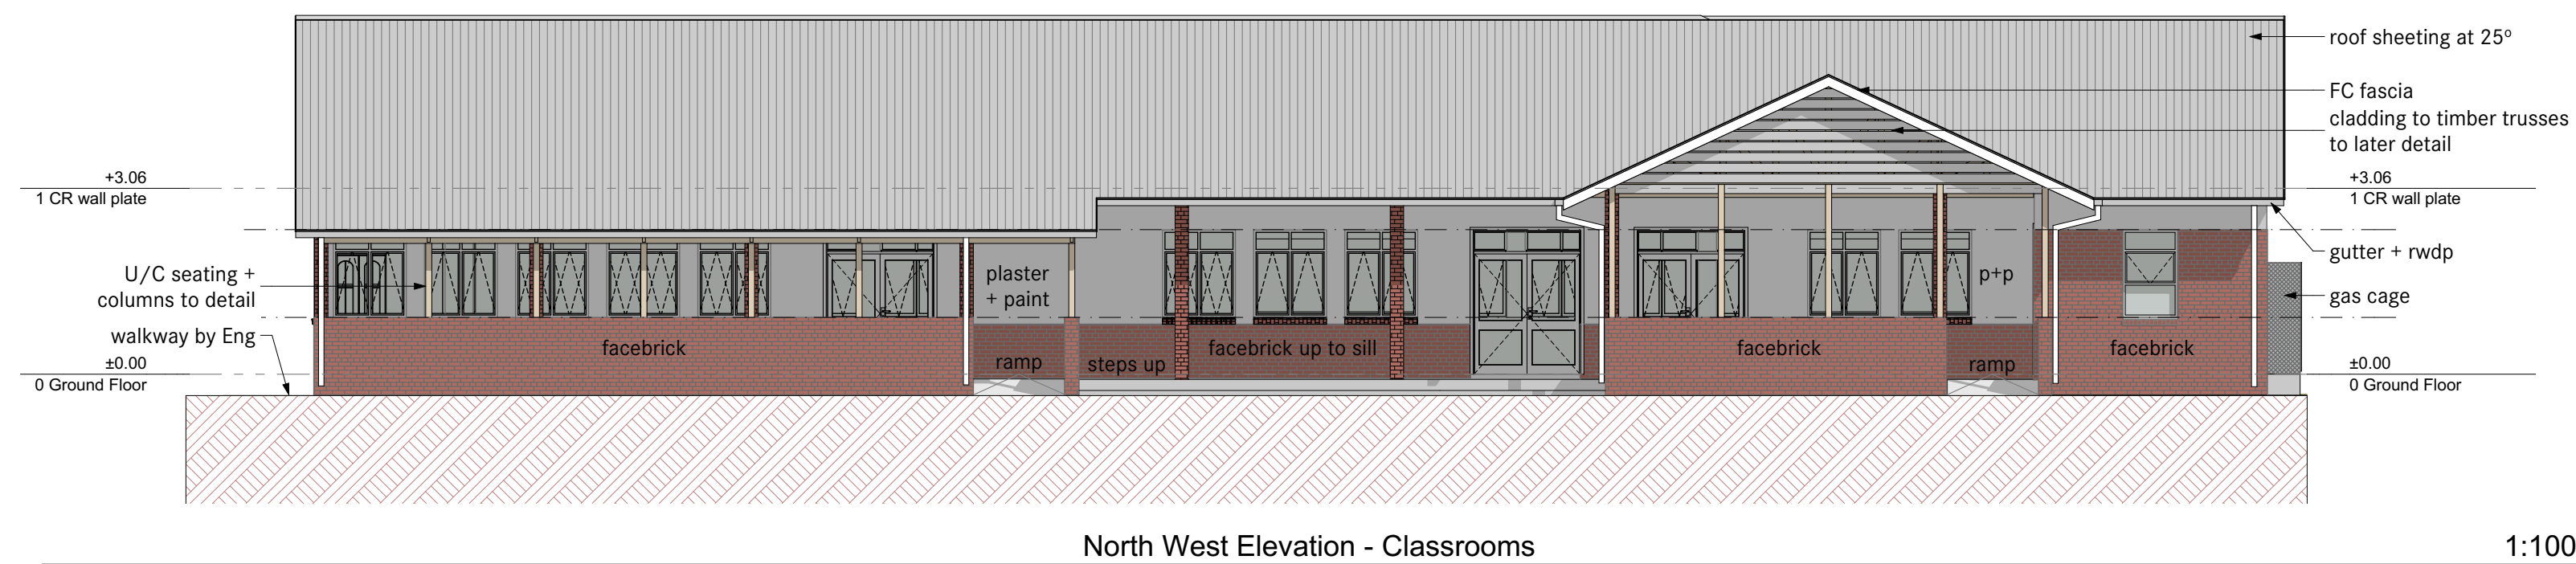 roof sheeting at 25º
FC fascia
cladding to timber trusses
to later detail
+3.06
1 CR wall plate
+3.06
1 CR wall plate
gutter + rwdp
U/C seating +
columns to detail
plaster
+ paint
p+p
gas cage
walkway by Eng
facebrick
facebrick up to sill
facebrick
facebrick
ramp
steps up
ramp
±0.00
0 Ground Floor
±0.00
0 Ground Floor
North West Elevation - Classrooms
1:100